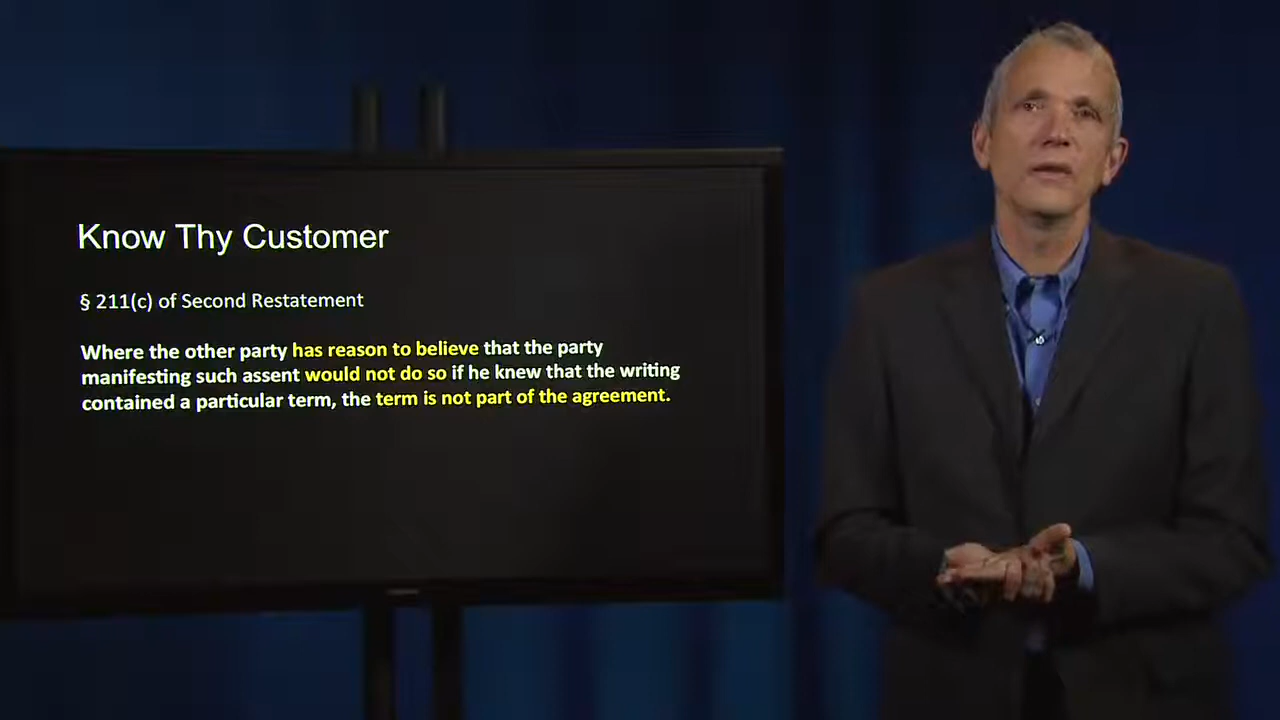 Know Thy Customer
§ 211(c) of Second Restatement
Where the other party has reason to believe that the party
manifesting such assent would not do so if he knew that the writing
contained a particular term, the term is not part of the agreement.